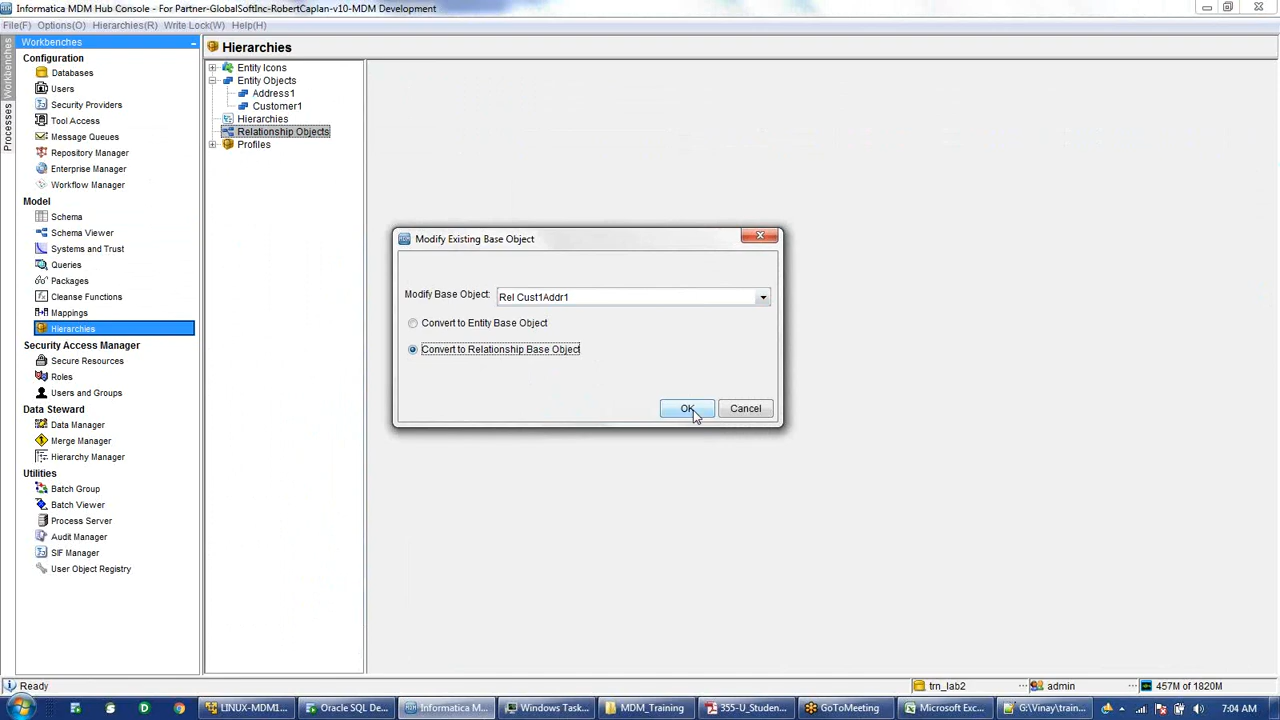 Informatica MDM Hub Console - For Partner-GlobalSoftInc-RobertCaplan-v10-MDM Development
File(F) Options(O) Hierarchies(R) Write Lock(W) Help(H)
Workbenches
Processes
Workbenches
Configuration
Databases
Users
Security Providers
Tool Access
Message Queues
Repository Manager
Enterprise Manager
Workflow Manager
Model
Schema
Schema Viewer
Systems and Trust
Queries
Packages
Cleanse Functions
Mappings
Hierarchies
Security Access Manager
Secure Resources
Roles
Users and Groups
Data Steward
Data Manager
Merge Manager
Hierarchy Manager
Utilities
Batch Group
Batch Viewer
Process Server
Audit Manager
SIF Manager
User Object Registry
Hierarchies
Entity Icons
Entity Objects
Address1
Customer1
Hierarchies
Relationship Objects
Profiles
Modify Existing Base Object
Modify Base Object: Rel Cust1Addr1
Convert to Entity Base Object
Convert to Relationship Base Object
OK Cancel
Ready trn_lab2 admin 457M of 1820M
LINUX-MDM1... Oracle SQL De... Informatica M... Windows Task... MDM_Training 355-U_Studen... GoToMeeting Microsoft Exc... G:\Vinay\train... 7:04 AM